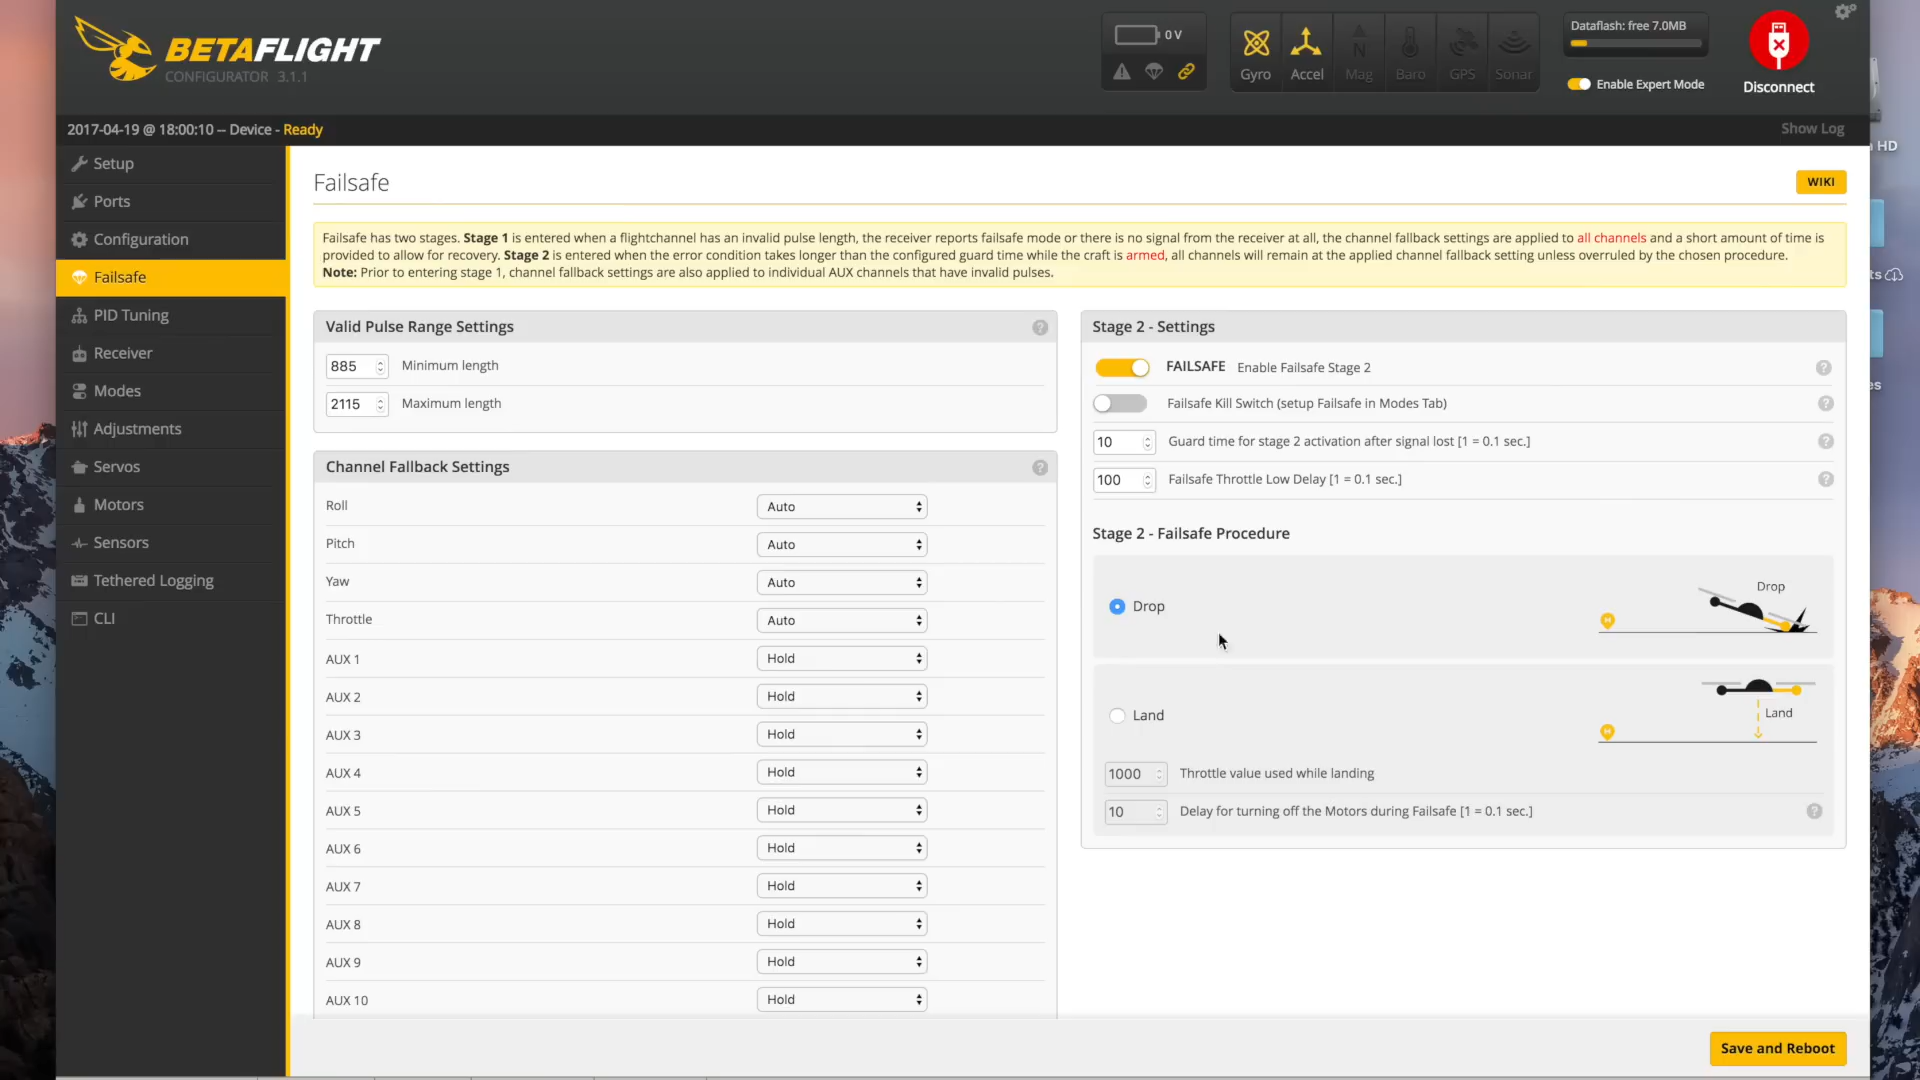 BETAFLIGHT
CONFIGURATOR 3.1.1
0 V
Gyro
Accel
Mag
Baro
GPS
Sonar
Dataflash: free 7.0MB
Enable Expert Mode
Disconnect
2017-04-19 @ 18:00:10 -- Device - Ready
Show Log
HD
Setup
Ports
Configuration
Failsafe
PID Tuning
Receiver
Modes
Adjustments
Servos
Motors
Sensors
Tethered Logging
CLI
Failsafe
WIKI
Failsafe has two stages. Stage 1 is entered when a flightchannel has an invalid pulse length, the receiver reports failsafe mode or there is no signal from the receiver at all, the channel fallback settings are applied to all channels and a short amount of time is
provided to allow for recovery. Stage 2 is entered when the error condition takes longer than the configured guard time while the craft is armed, all channels will remain at the applied channel fallback setting unless overruled by the chosen procedure.
Note: Prior to entering stage 1, channel fallback settings are also applied to individual AUX channels that have invalid pulses.
Valid Pulse Range Settings
885 Minimum length
2115 Maximum length
Channel Fallback Settings
Roll Auto
Pitch Auto
Yaw Auto
Throttle Auto
AUX 1 Hold
AUX 2 Hold
AUX 3 Hold
AUX 4 Hold
AUX 5 Hold
AUX 6 Hold
AUX 7 Hold
AUX 8 Hold
AUX 9 Hold
AUX 10 Hold
Stage 2 - Settings
FAILSAFE Enable Failsafe Stage 2
Failsafe Kill Switch (setup Failsafe in Modes Tab)
10 Guard time for stage 2 activation after signal lost [1 = 0.1 sec.]
100 Failsafe Throttle Low Delay [1 = 0.1 sec.]
Stage 2 - Failsafe Procedure
Drop
Drop
H
Land
Land
H
1000 Throttle value used while landing
10 Delay for turning off the Motors during Failsafe [1 = 0.1 sec.]
Save and Reboot
ts
es